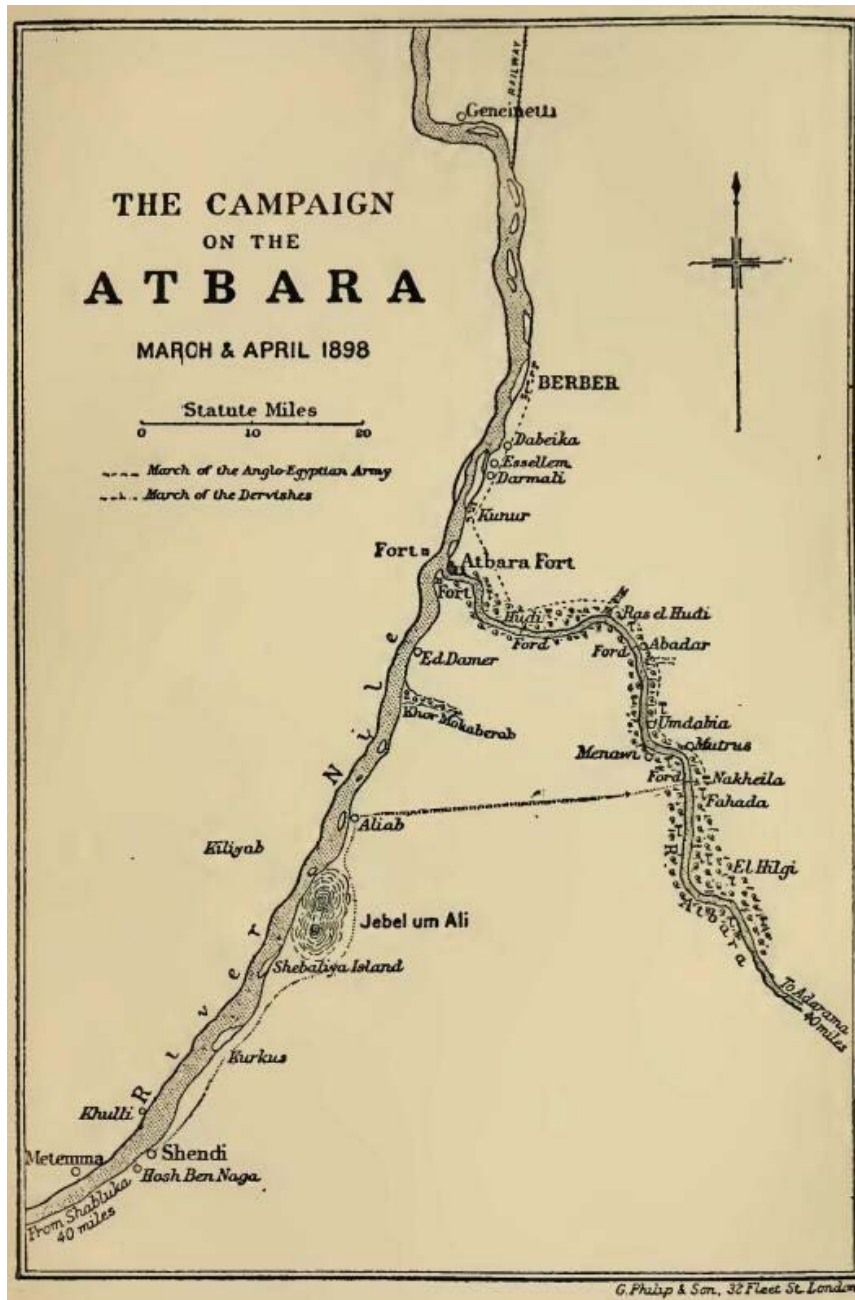 RAILWAY
Geneinetti
THE CAMPAIGN
ON THE
ATBARA
MARCH & APRIL 1898
Statute Miles
0 10 20
March of the Anglo-Egyptian Army
March of the Dervishes
BERBER
Dabeika
Essellem
Darmali
Kunur
Fort
Atbara Fort
Fort
Hudi
Ras el Hudi
Ford
Ford
Abadar
Ed Damer
Khor Mokaberab
Umdabia
Menawi
Mutrus
Ford
Nakheila
Fahada
Aliab
Kiliyab
El Hilgi
R. Atbara
Jebel um Ali
Shebaliya Island
To Adarama
40 miles
River Nile
Kurkus
Khulli
Shendi
Metemma
Hosh Ben Naga
From Shabluka
40 miles
G. Philip & Son, 32 Fleet St. London